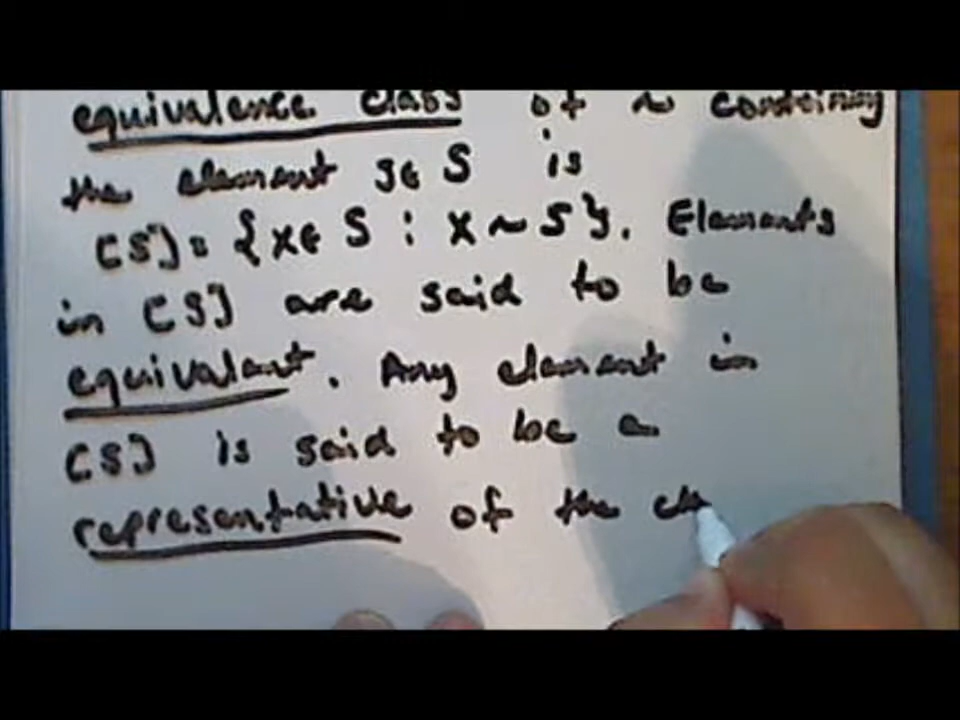 equivalence class of ~ containing
the element s∈ S is
[S] = {x∈ S : x ~ S}. Elements
in [S] are said to be
equivalent. Any element in
[S] is said to be a
representative of the cla